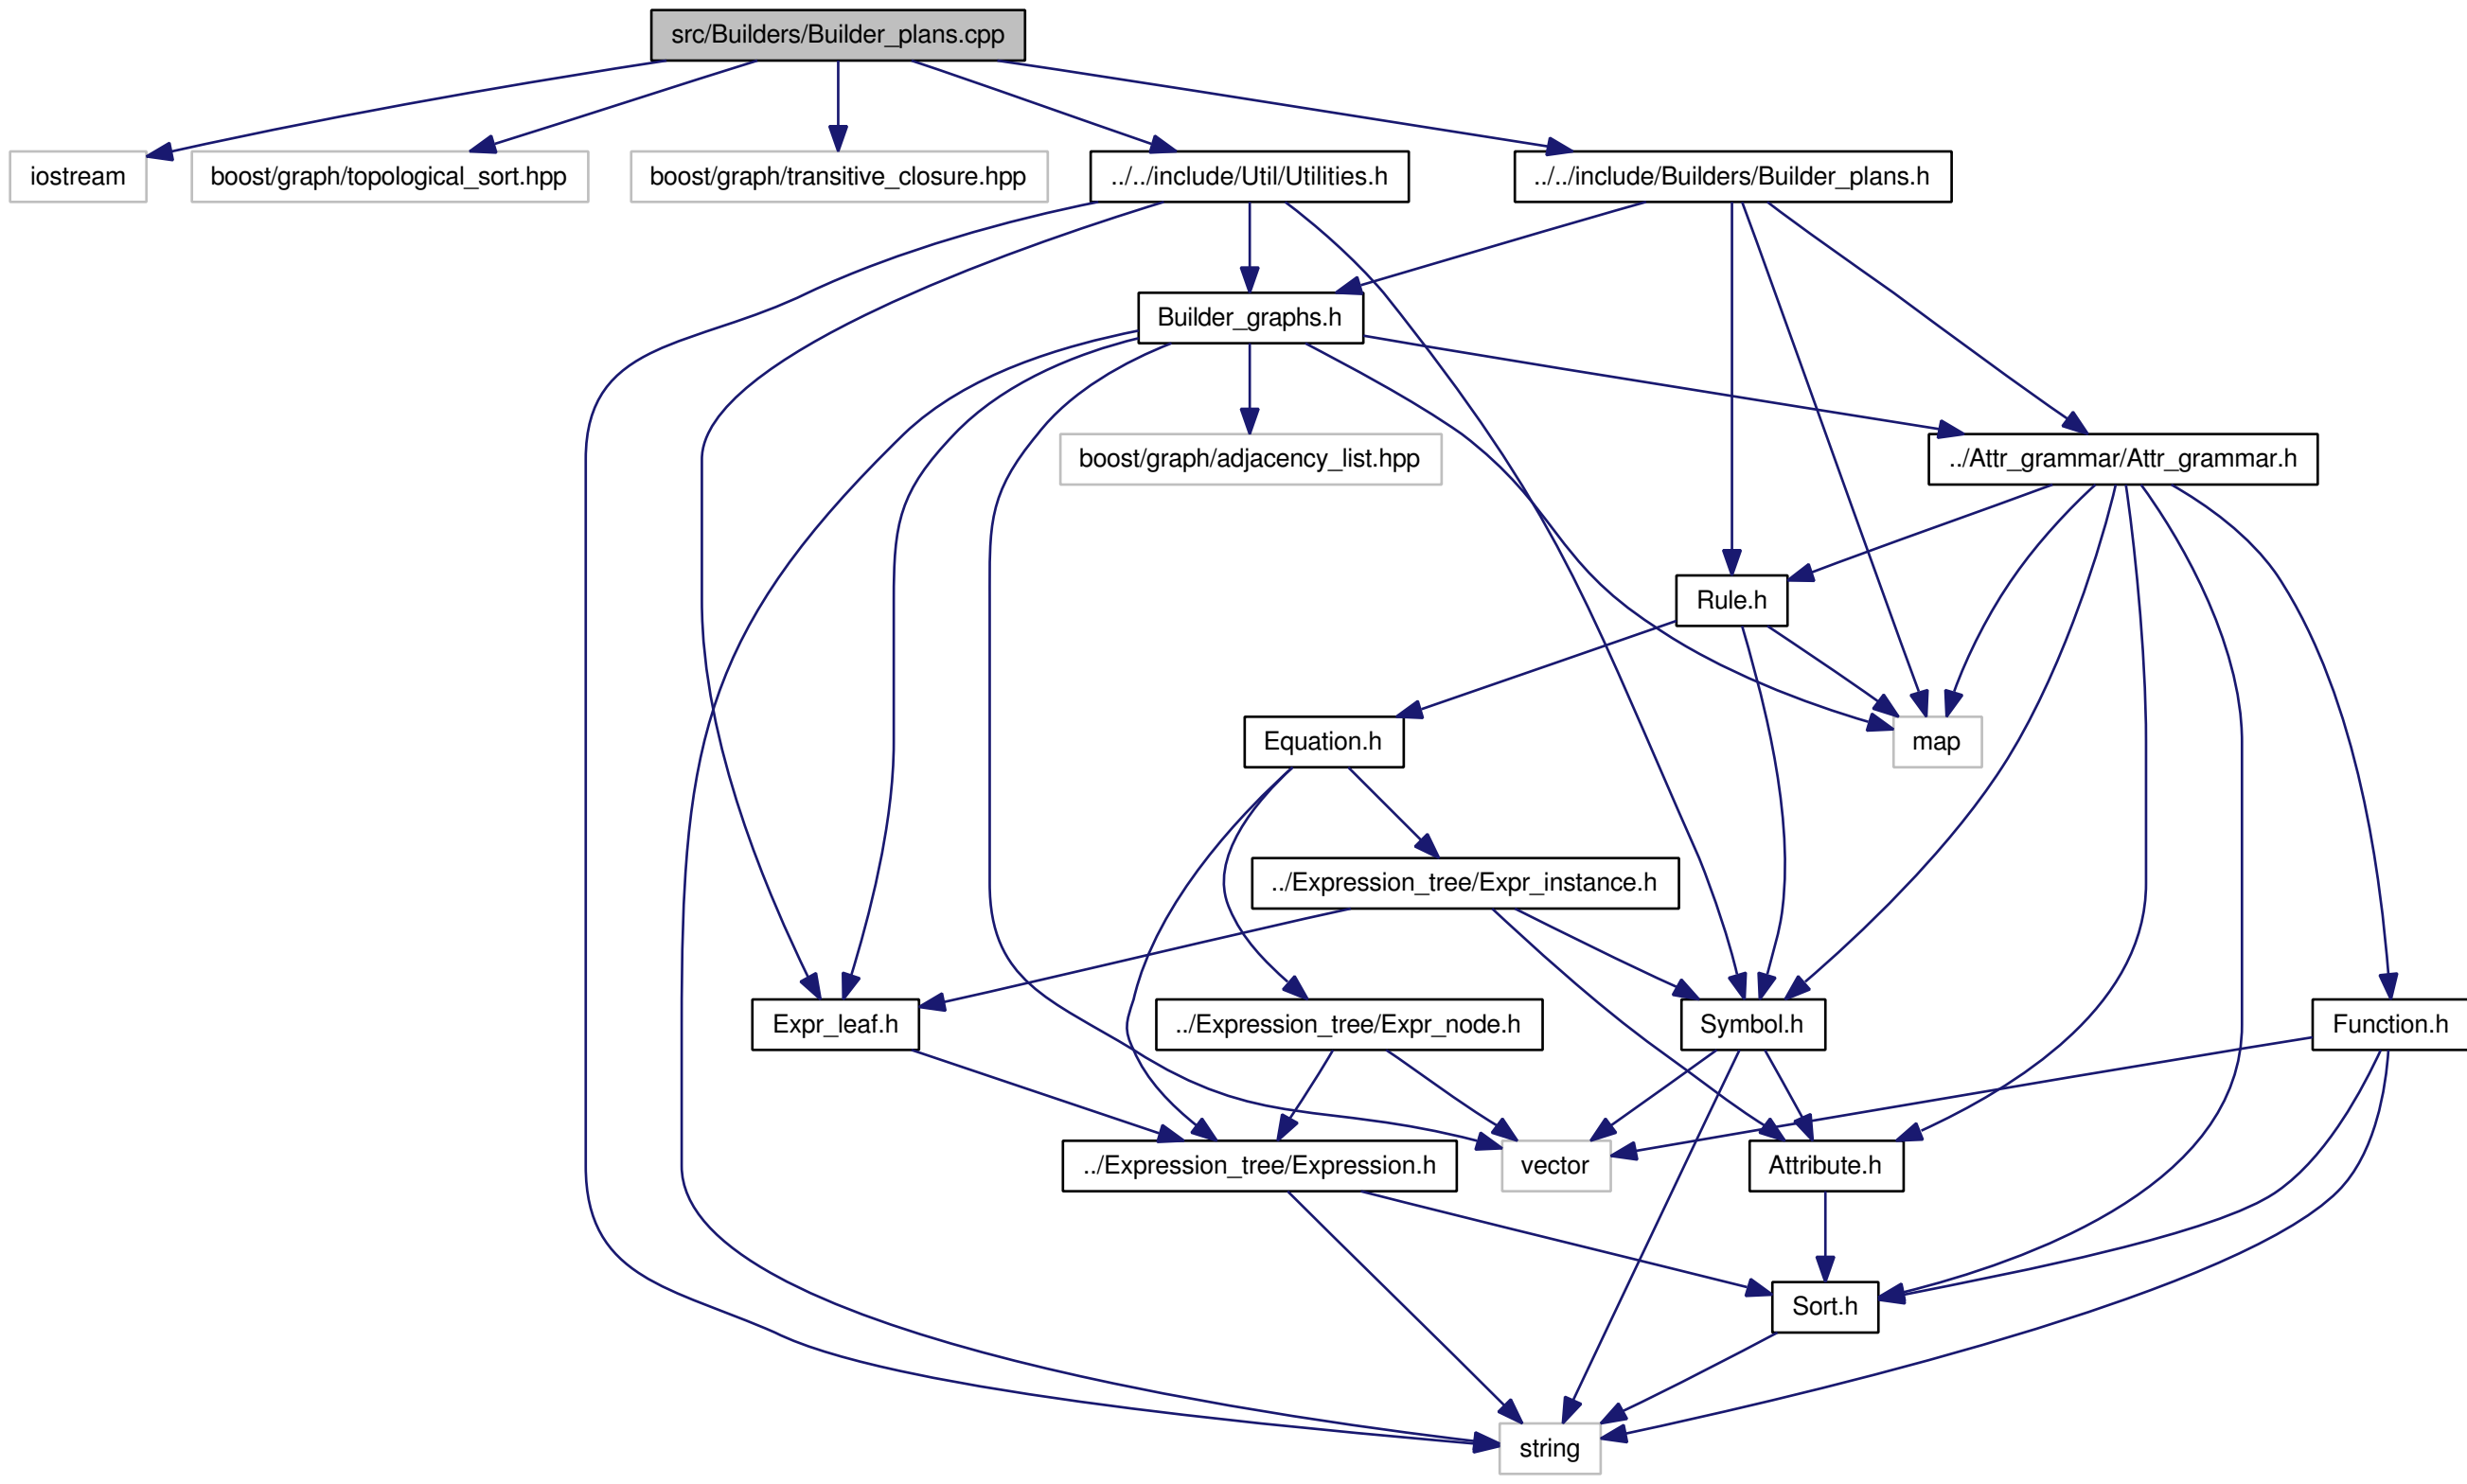 src/Builders/Builder_plans.cpp
iostream
boost/graph/topological_sort.hpp
boost/graph/transitive_closure.hpp
../../include/Util/Utilities.h
../../include/Builders/Builder_plans.h
Builder_graphs.h
boost/graph/adjacency_list.hpp
../Attr_grammar/Attr_grammar.h
Rule.h
Equation.h
map
../Expression_tree/Expr_instance.h
Expr_leaf.h
../Expression_tree/Expr_node.h
Symbol.h
Function.h
../Expression_tree/Expression.h
vector
Attribute.h
Sort.h
string